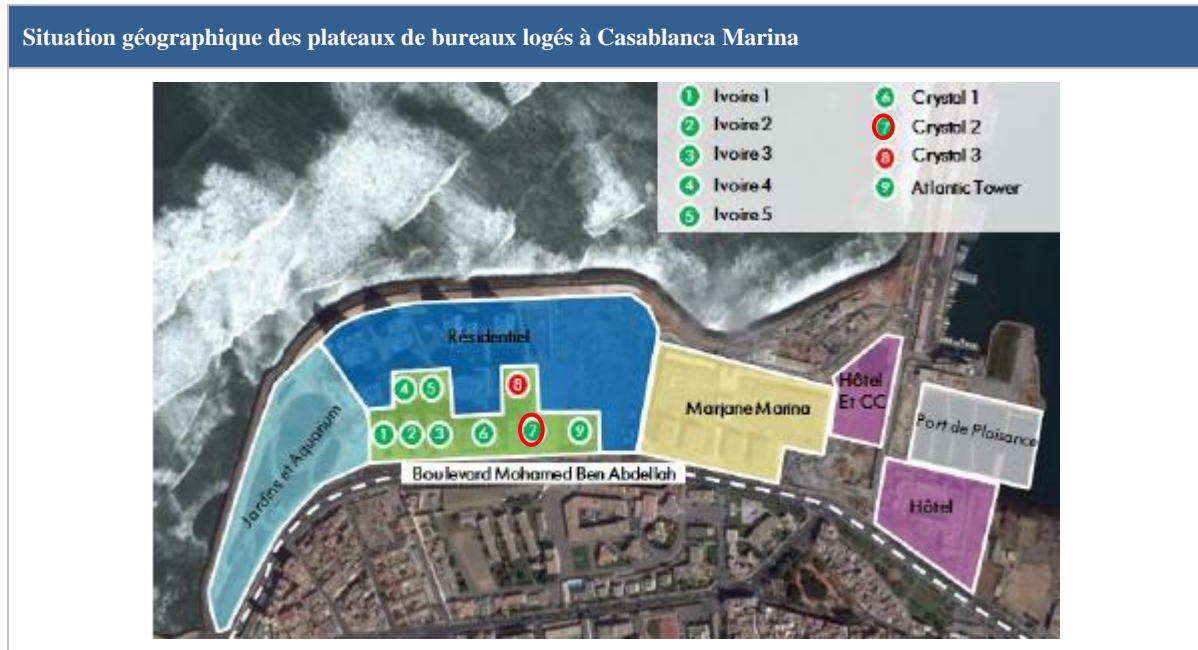 Situation géographique des plateaux de bureaux logés à Casablanca Marina
1 Ivoire 1
2 Ivoire 2
3 Ivoire 3
4 Ivoire 4
5 Ivoire 5
6 Crystal 1
7 Crystal 2
8 Crystal 3
9 Atlantic Tower
Résidentiel
4 5
8
1 2 3 6 7 9
Jardins et Aquarium
Marjane Marina
Hôtel
Et CC
Port de Plaisance
Hôtel
Boulevard Mohamed Ben Abdellah